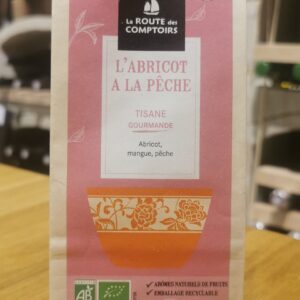 La ROUTE des
COMPTOIRS
L'ABRICOT
A LA PÊCHE
TISANE
GOURMANDE
Abricot,
mangue, pêche
AB
✓ ARÔMES NATURELS DE FRUITS
✓ EMBALLAGE RECYCLABLE